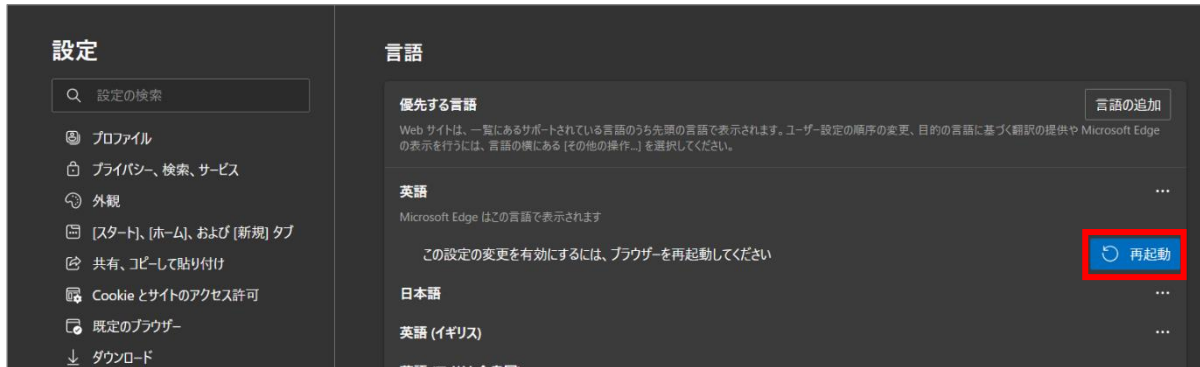 設定
設定の検索
プロファイル
プライバシー、検索、サービス
外観
[スタート]、[ホーム]、および [新規] タブ
共有、コピーして貼り付け
Cookie とサイトのアクセス許可
既定のブラウザー
ダウンロード
言語
優先する言語
言語の追加
Web サイトは、一覧にあるサポートされている言語のうち先頭の言語で表示されます。ユーザー設定の順序の変更、目的の言語に基づく翻訳の提供や Microsoft Edge
の表示を行うには、言語の横にある [その他の操作...] を選択してください。
英語
Microsoft Edge はこの言語で表示されます
この設定の変更を有効にするには、ブラウザーを再起動してください
再起動
日本語
英語 (イギリス)